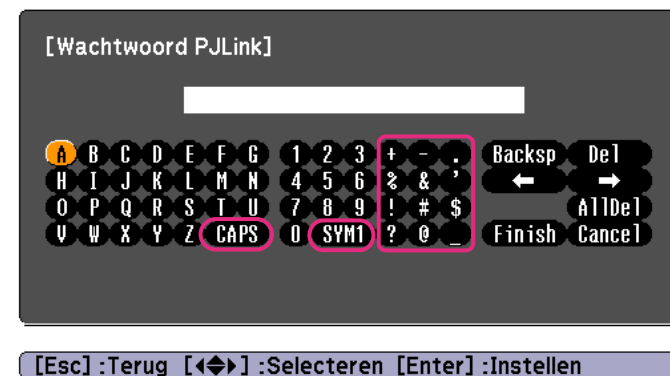 [Wachtwoord PJLink]
A B C D E F G 1 2 3 + - . Backsp Del
H I J K L M N 4 5 6 % & ' ← →
O P Q R S T U 7 8 9 ! # $ AllDel
V W X Y Z CAPS 0 SYM1 ? @ _ Finish Cancel
[Esc] :Terug [◀◆▶] :Selecteren [Enter] :Instellen